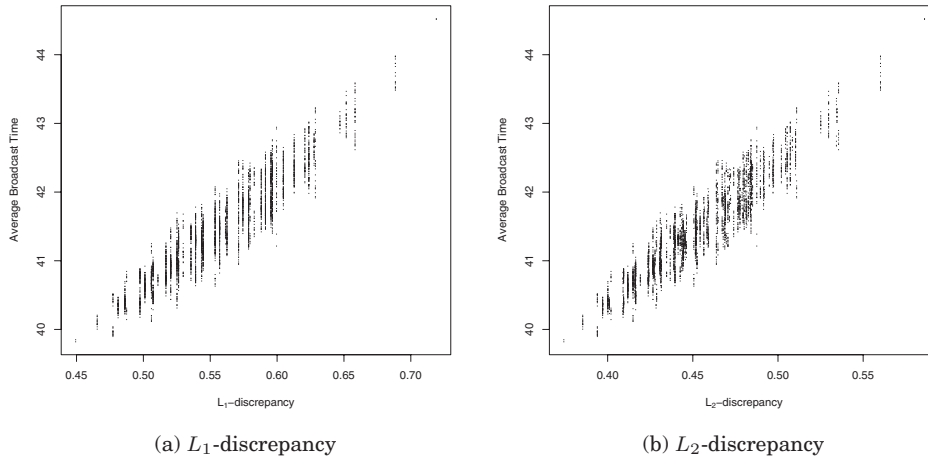 44
43
42
41
40
Average Broadcast Time
0.45 0.50 0.55 0.60 0.65 0.70
L₁−discrepancy
(a) L₁-discrepancy
44
43
42
41
40
Average Broadcast Time
0.40 0.45 0.50 0.55
L₂−discrepancy
(b) L₂-discrepancy